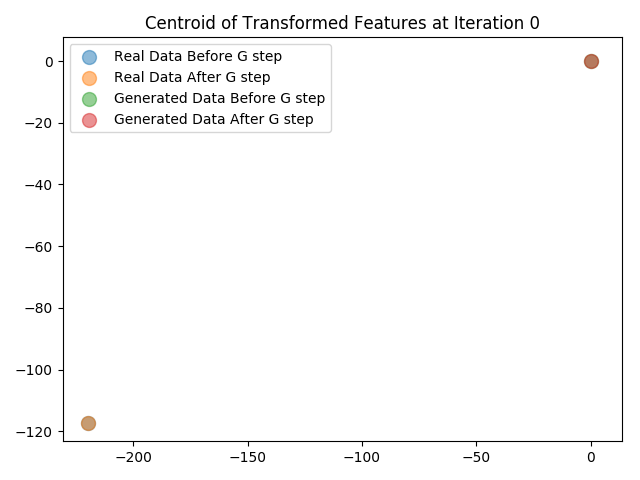 Centroid of Transformed Features at Iteration 0
Real Data Before G step
Real Data After G step
Generated Data Before G step
Generated Data After G step
0
−20
−40
−60
−80
−100
−120
−200
−150
−100
−50
0